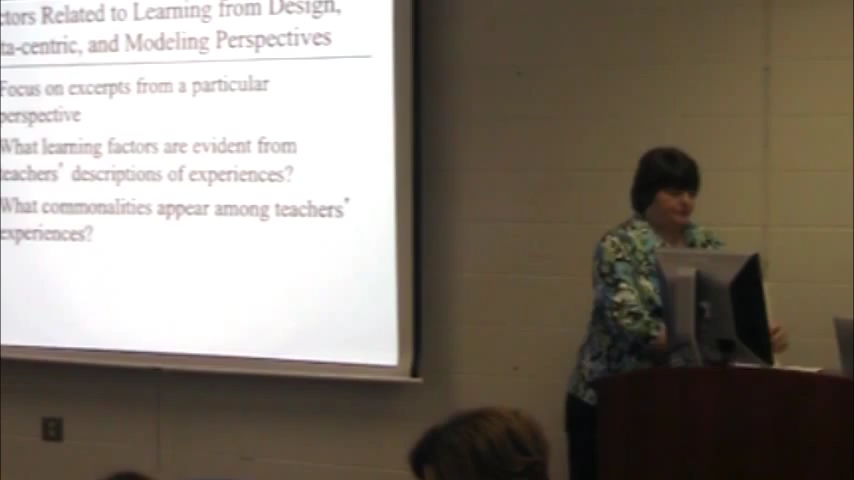 ctors Related to Learning from Design,
ta-centric, and Modeling Perspectives
Focus on excerpts from a particular
perspective
What learning factors are evident from
teachers' descriptions of experiences?
What commonalities appear among teachers'
experiences?